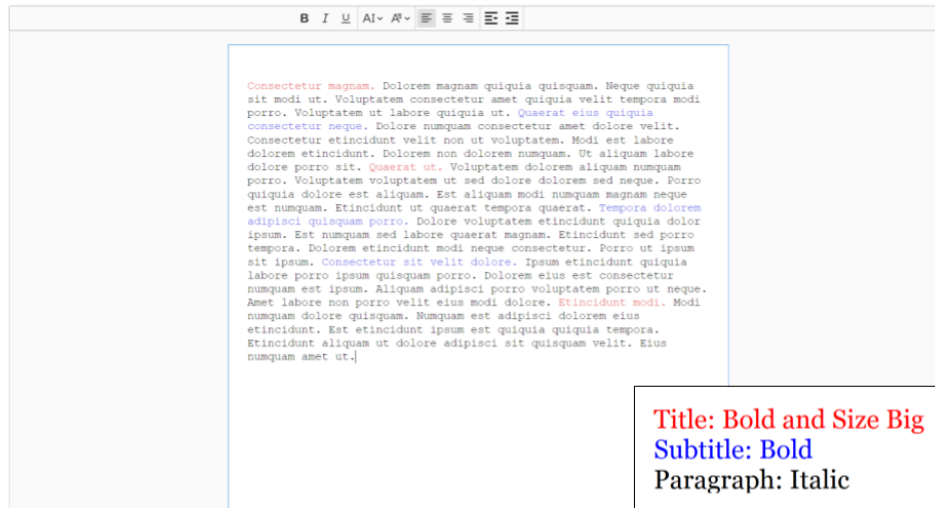 B I U AI A
Consectetur magnam. Dolorem magnam quiquia quisquam. Neque quiquia
sit modi ut. Voluptatem consectetur amet quiquia velit tempora modi
porro. Voluptatem ut labore quiquia ut. Quaerat eius quiquia
consectetur neque. Dolore numquam consectetur amet dolore velit.
Consectetur etincidunt velit non ut voluptatem. Modi est labore
dolorem etincidunt. Dolorem non dolorem numquam. Ut aliquam labore
dolore porro sit. Quaerat ut. Voluptatem dolorem aliquam numquam
porro. Voluptatem voluptatem ut sed dolore dolorem sed neque. Porro
quiquia dolore est aliquam. Est aliquam modi numquam magnam neque
est numquam. Etincidunt ut quaerat tempora quaerat. Tempora dolorem
adipisci quisquam porro. Dolore voluptatem etincidunt quiquia dolor
ipsum. Est numquam sed labore quaerat magnam. Etincidunt sed porro
tempora. Dolorem etincidunt modi neque consectetur. Porro ut ipsum
sit ipsum. Consectetur sit velit dolore. Ipsum etincidunt quiquia
labore porro ipsum quisquam porro. Dolorem eius est consectetur
numquam est ipsum. Aliquam adipisci porro voluptatem porro ut neque.
Amet labore non porro velit eius modi dolore. Etincidunt modi. Modi
numquam dolore quisquam. Numquam est adipisci dolorem eius
etincidunt. Est etincidunt ipsum est quiquia quiquia tempora.
Etincidunt aliquam ut dolore adipisci sit quisquam velit. Eius
numquam amet ut.
Title: Bold and Size Big
Subtitle: Bold
Paragraph: Italic